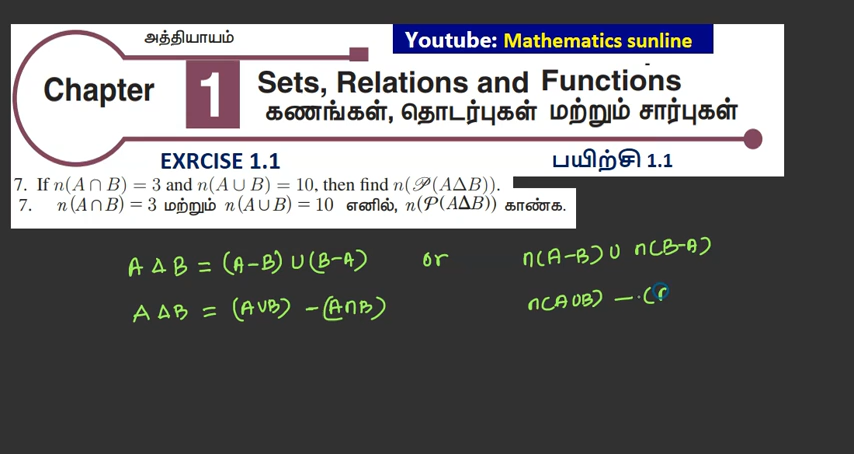 அத்தியாயம்
Youtube: Mathematics sunline
Chapter 1 Sets, Relations and Functions
கணங்கள், தொடர்புகள் மற்றும் சார்புகள்
EXRCISE 1.1 பயிற்சி 1.1
7. If n(A ∩ B) = 3 and n(A ∪ B) = 10, then find n(𝒫(AΔB)).
7. n(A∩B) = 3 மற்றும் n(A∪B) = 10 எனில், n(P(AΔB)) காண்க.
A Δ B = (A-B) ∪ (B-A) or n(A-B) ∪ n(B-A)
A Δ B = (A∪B) - (A∩B) n(A∪B) - (